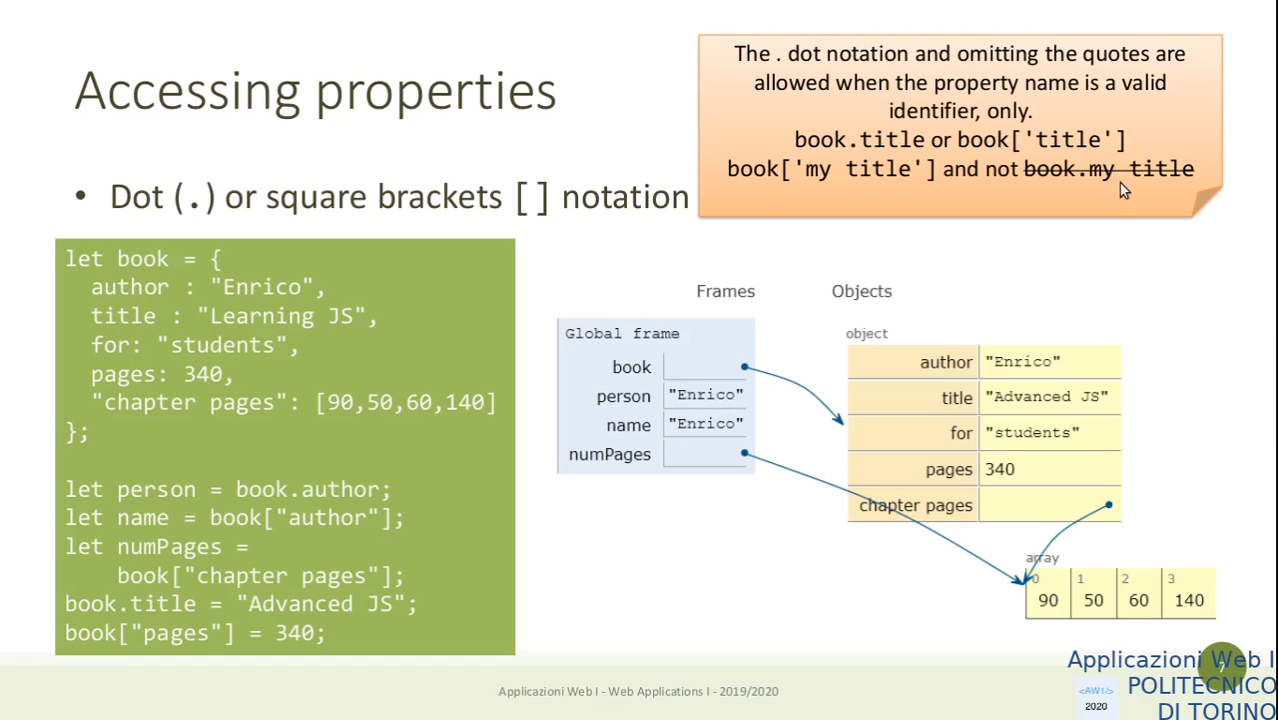 Accessing properties
The . dot notation and omitting the quotes are
allowed when the property name is a valid
identifier, only.
book.title or book['title']
book['my title'] and not book.my title
• Dot (.) or square brackets [] notation
let book = {
  author : "Enrico",
  title : "Learning JS",
  for: "students",
  pages: 340,
  "chapter pages": [90,50,60,140]
};
let person = book.author;
let name = book["author"];
let numPages =
    book["chapter pages"];
book.title = "Advanced JS";
book["pages"] = 340;
Frames Objects
Global frame
book
person "Enrico"
name "Enrico"
numPages
object
author "Enrico"
title "Advanced JS"
for "students"
pages 340
chapter pages
array
0 1 2 3
90 50 60 140
Applicazioni Web I - Web Applications I - 2019/2020
7
Applicazioni Web I
POLITECNICO
DI TORINO
<AW1/>
2020